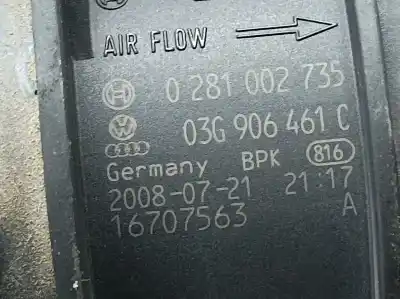 AIR FLOW
0 281 002 735
03G 906 461 C
Germany BPK 816
2008-07-21 21:17
16707563 A